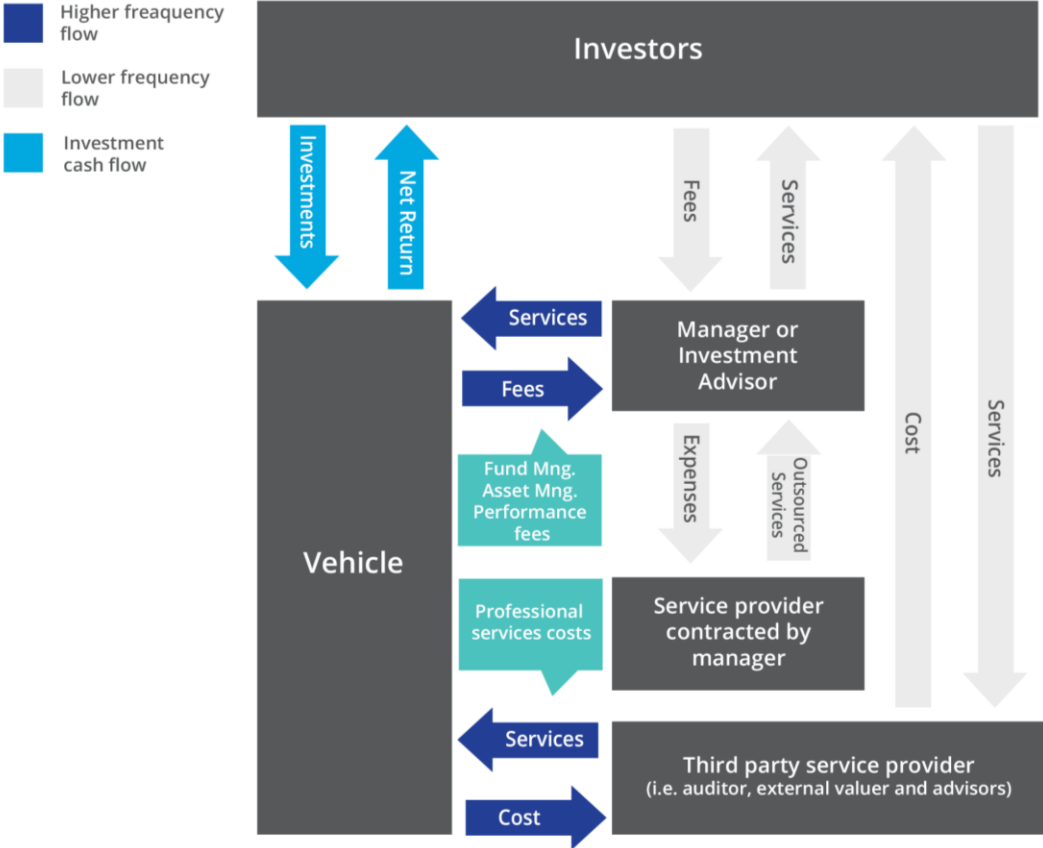 Higher freaquency
flow
Lower frequency
flow
Investment
cash flow
Investors
Investments
Net Return
Fees
Services
Cost
Services
Services
Fees
Manager or
Investment
Advisor
Fund Mng.
Asset Mng.
Performance
fees
Expenses
Outsourced
Services
Vehicle
Professional
services costs
Service provider
contracted by
manager
Services
Cost
Third party service provider
(i.e. auditor, external valuer and advisors)